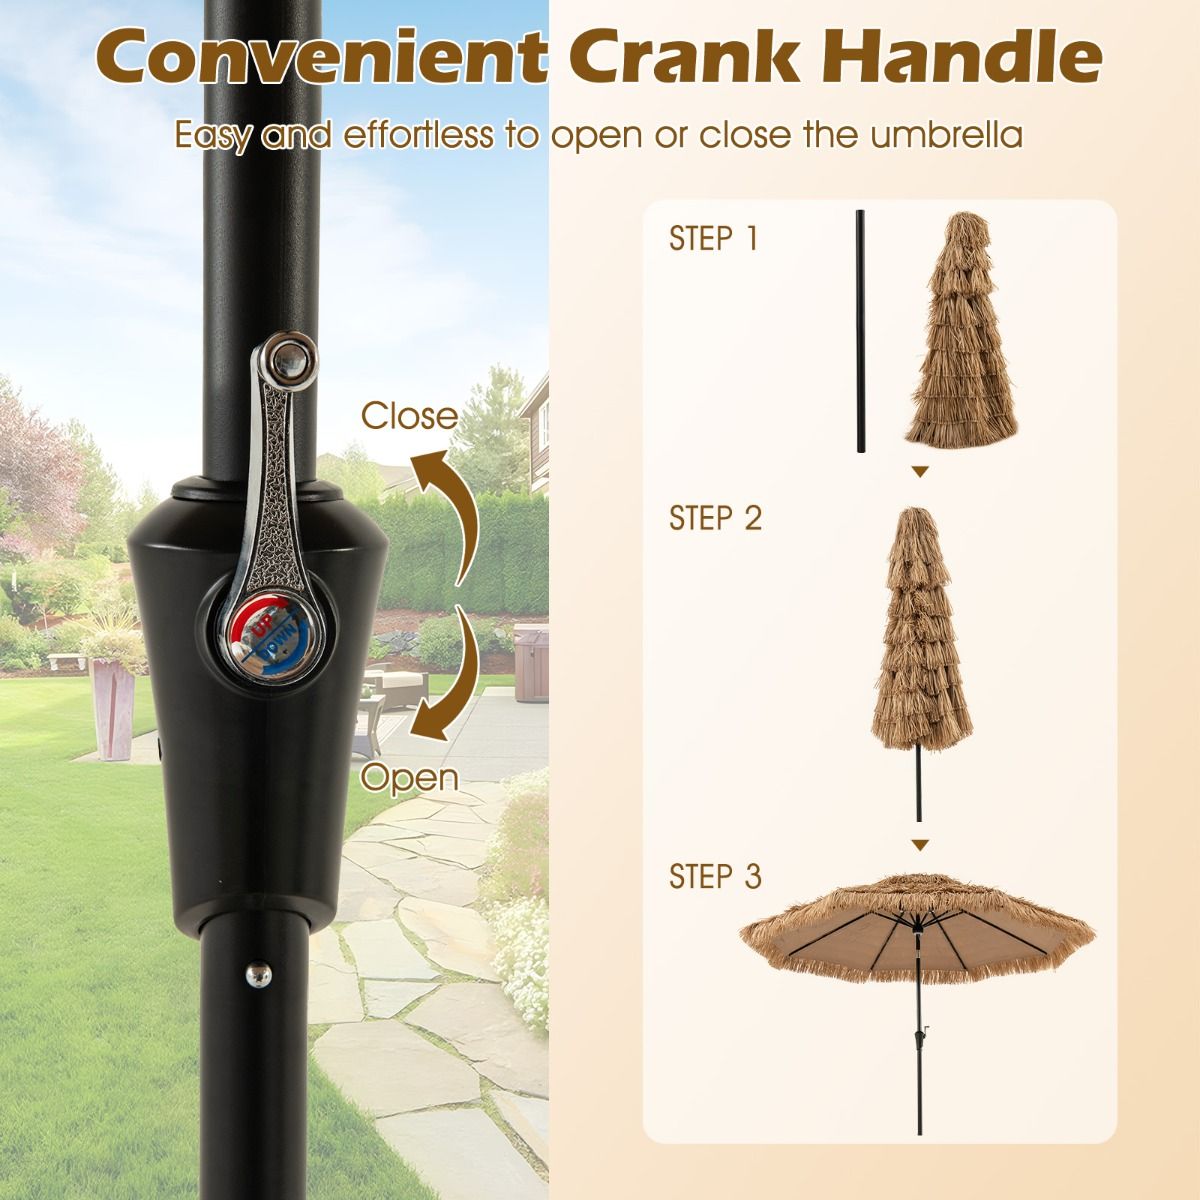 Convenient Crank Handle
Easy and effortless to open or close the umbrella
Close
UP
DOWN
Open
STEP 1
STEP 2
STEP 3